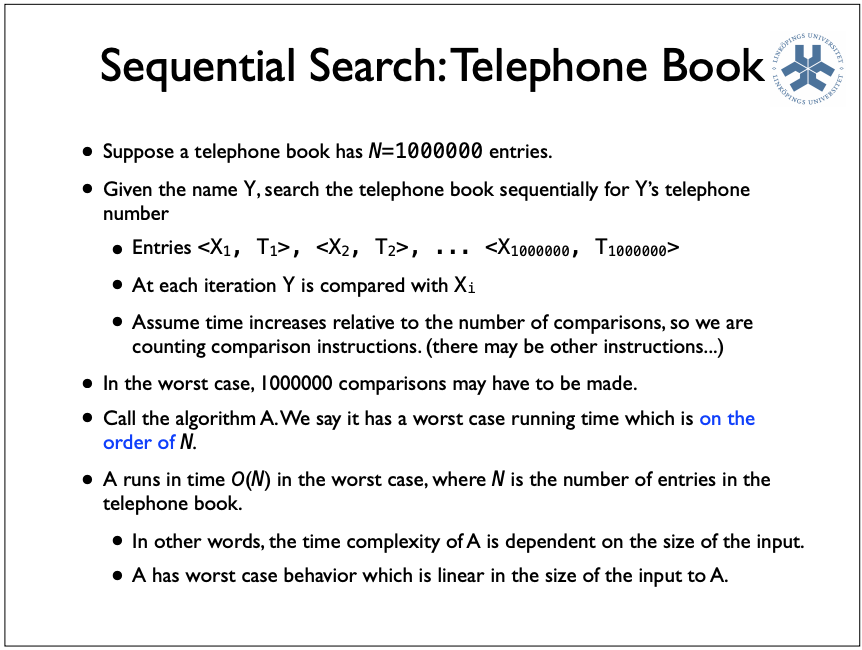 Sequential Search: Telephone Book
LINKÖPINGS UNIVERSITET
LINKÖPINGS UNIVERSITET
• Suppose a telephone book has N=1000000 entries.
• Given the name Y, search the telephone book sequentially for Y’s telephone
number
• Entries <X₁, T₁>, <X₂, T₂>, ... <X₁₀₀₀₀₀₀, T₁₀₀₀₀₀₀>
• At each iteration Y is compared with Xᵢ
• Assume time increases relative to the number of comparisons, so we are
counting comparison instructions. (there may be other instructions...)
• In the worst case, 1000000 comparisons may have to be made.
• Call the algorithm A. We say it has a worst case running time which is on the
order of N.
• A runs in time O(N) in the worst case, where N is the number of entries in the
telephone book.
• In other words, the time complexity of A is dependent on the size of the input.
• A has worst case behavior which is linear in the size of the input to A.